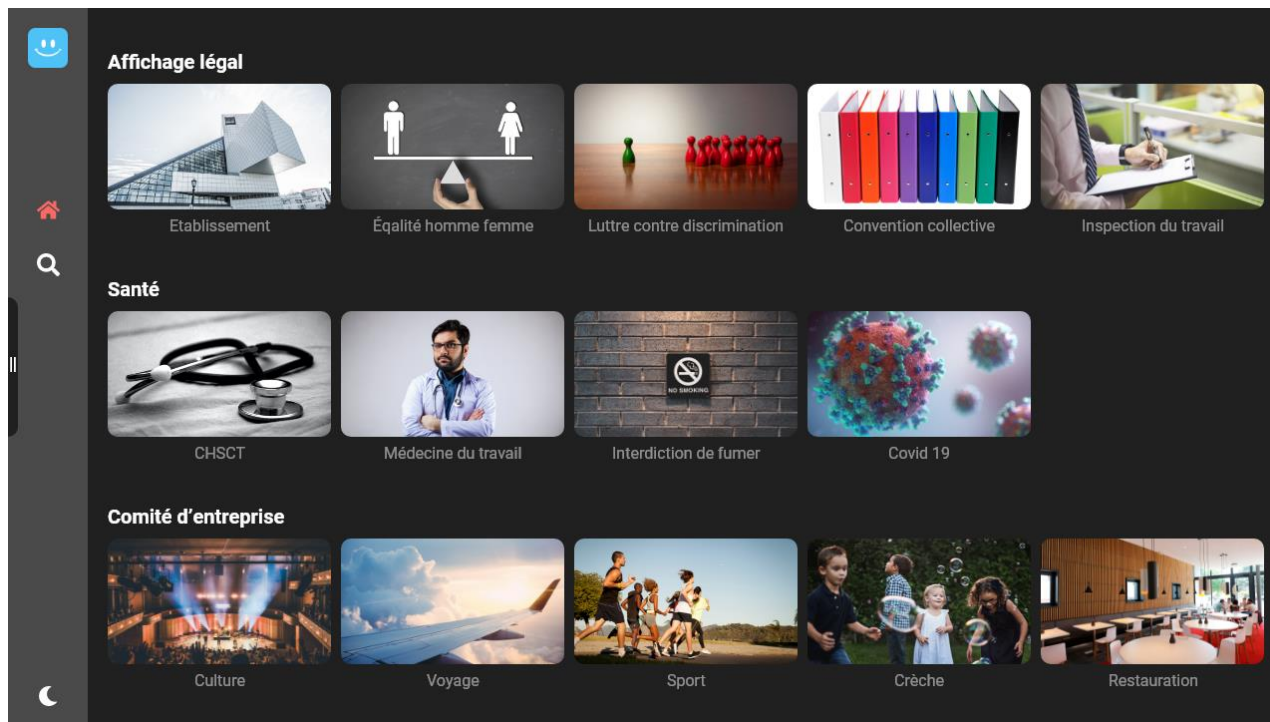 Affichage légal
Etablissement
Éqalité homme femme
Luttre contre discrimination
Convention collective
Inspection du travail
Santé
NO SMOKING
CHSCT
Médecine du travail
Interdiction de fumer
Covid 19
Comité d’entreprise
Culture
Voyage
Sport
Crèche
Restauration